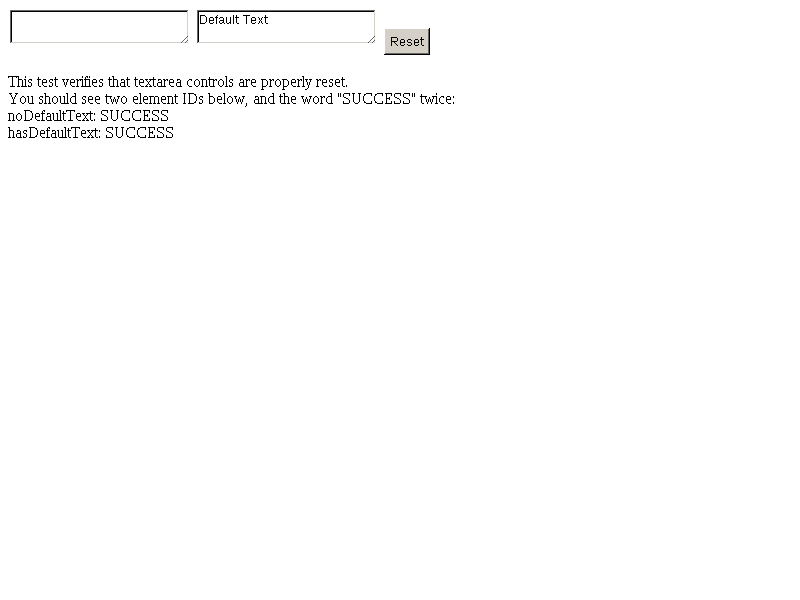 Default Text
Reset
This test verifies that textarea controls are properly reset.
You should see two element IDs below, and the word "SUCCESS" twice:
noDefaultText: SUCCESS
hasDefaultText: SUCCESS